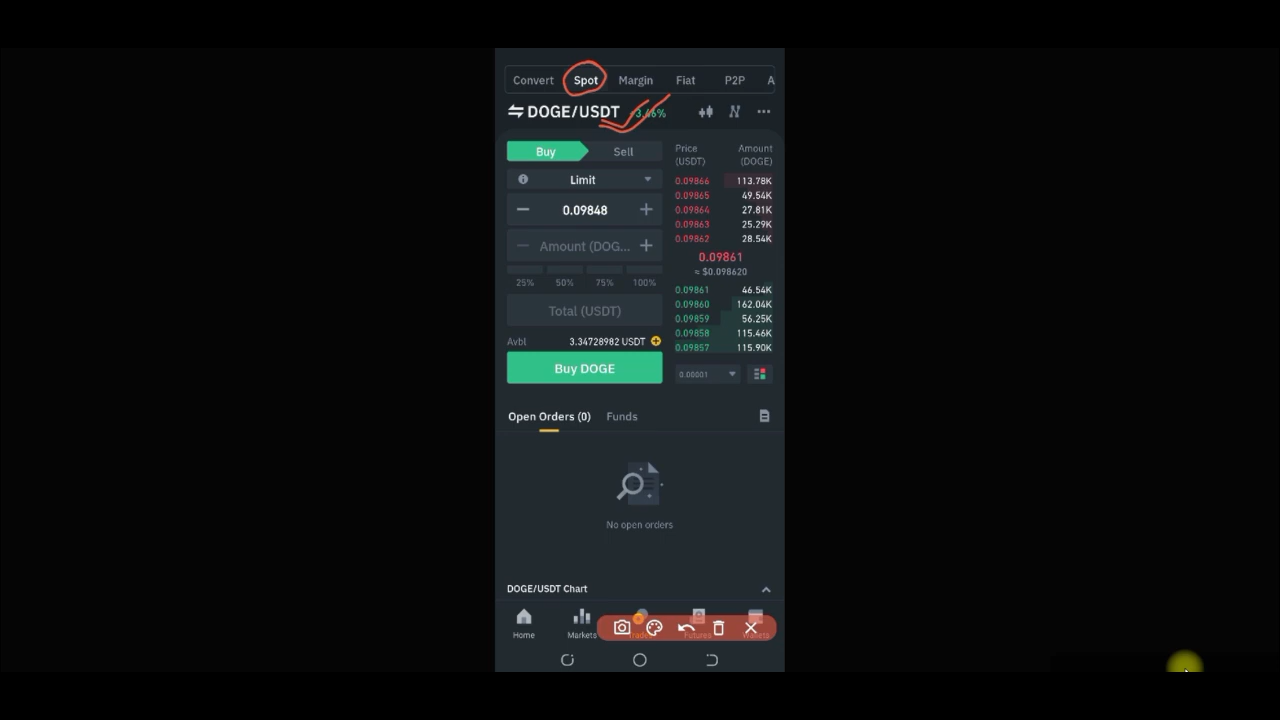 Convert Spot Margin Fiat P2P A
DOGE/USDT 3.46%
Buy Sell
Limit
0.09848
Amount (DOG...
25% 50% 75% 100%
Total (USDT)
Avbl 3.34728982 USDT
Buy DOGE
Price Amount
(USDT) (DOGE)
0.09866 113.78K
0.09865 49.54K
0.09864 27.81K
0.09863 25.29K
0.09862 28.54K
0.09861
≈ $0.098620
0.09861 46.54K
0.09860 162.04K
0.09859 56.25K
0.09858 115.46K
0.09857 115.90K
0.00001
Open Orders (0) Funds
No open orders
DOGE/USDT Chart
Home Markets Trades Futures Wallets